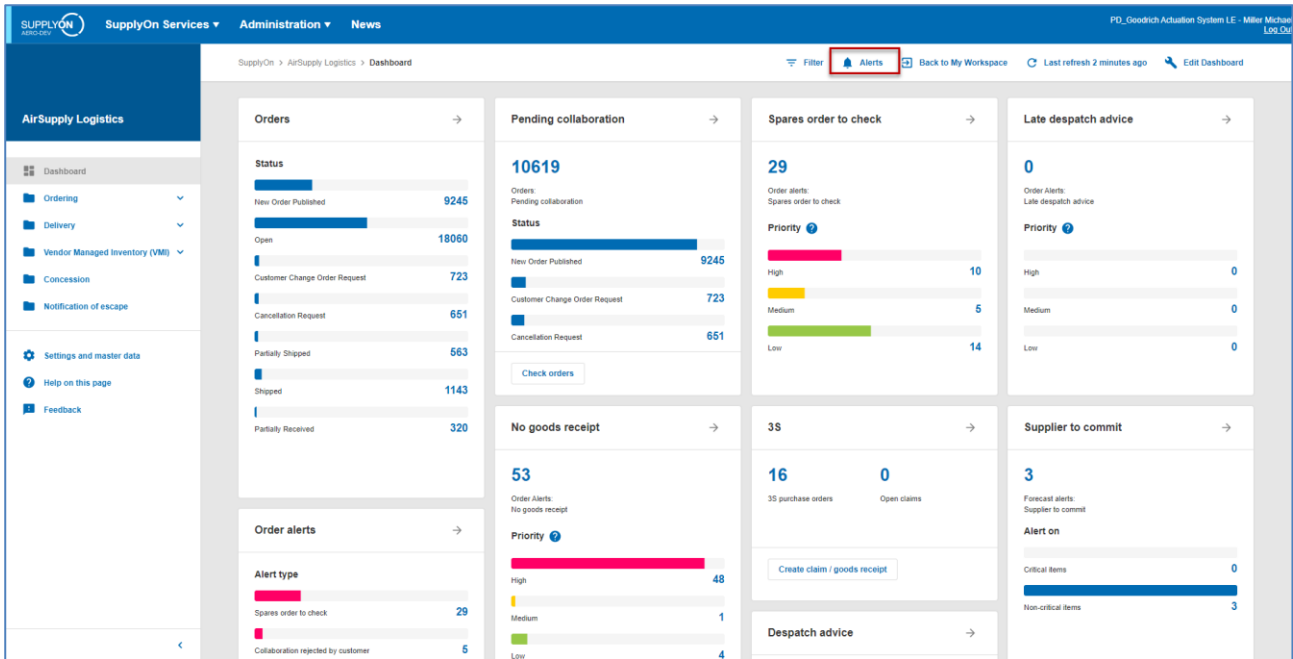 SUPPLYON
AERO-DEV
SupplyOn Services ▾
Administration ▾
News
PD_Goodrich Actuation System LE - Miller Michael
Log Out
SupplyOn > AirSupply Logistics > Dashboard
Filter
Alerts
Back to My Workspace
Last refresh 2 minutes ago
Edit Dashboard
AirSupply Logistics
Dashboard
Ordering
Delivery
Vendor Managed Inventory (VMI)
Concession
Notification of escape
Settings and master data
Help on this page
Feedback
Orders
Status
New Order Published 9245
Open 18060
Customer Change Order Request 723
Cancellation Request 651
Partially Shipped 563
Shipped 1143
Partially Received 320
Order alerts
Alert type
Spares order to check 29
Collaboration rejected by customer 5
Pending collaboration
10619
Orders:
Pending collaboration
Status
New Order Published 9245
Customer Change Order Request 723
Cancellation Request 651
Check orders
No goods receipt
53
Order Alerts:
No goods receipt
Priority
High 48
Medium 1
Low 4
Spares order to check
29
Order alerts:
Spares order to check
Priority
High 10
Medium 5
Low 14
3S
16 0
3S purchase orders Open claims
Create claim / goods receipt
Despatch advice
Late despatch advice
0
Order Alerts:
Late despatch advice
Priority
High 0
Medium 0
Low 0
Supplier to commit
3
Forecast alerts:
Supplier to commit
Alert on
Critical items 0
Non-critical items 3